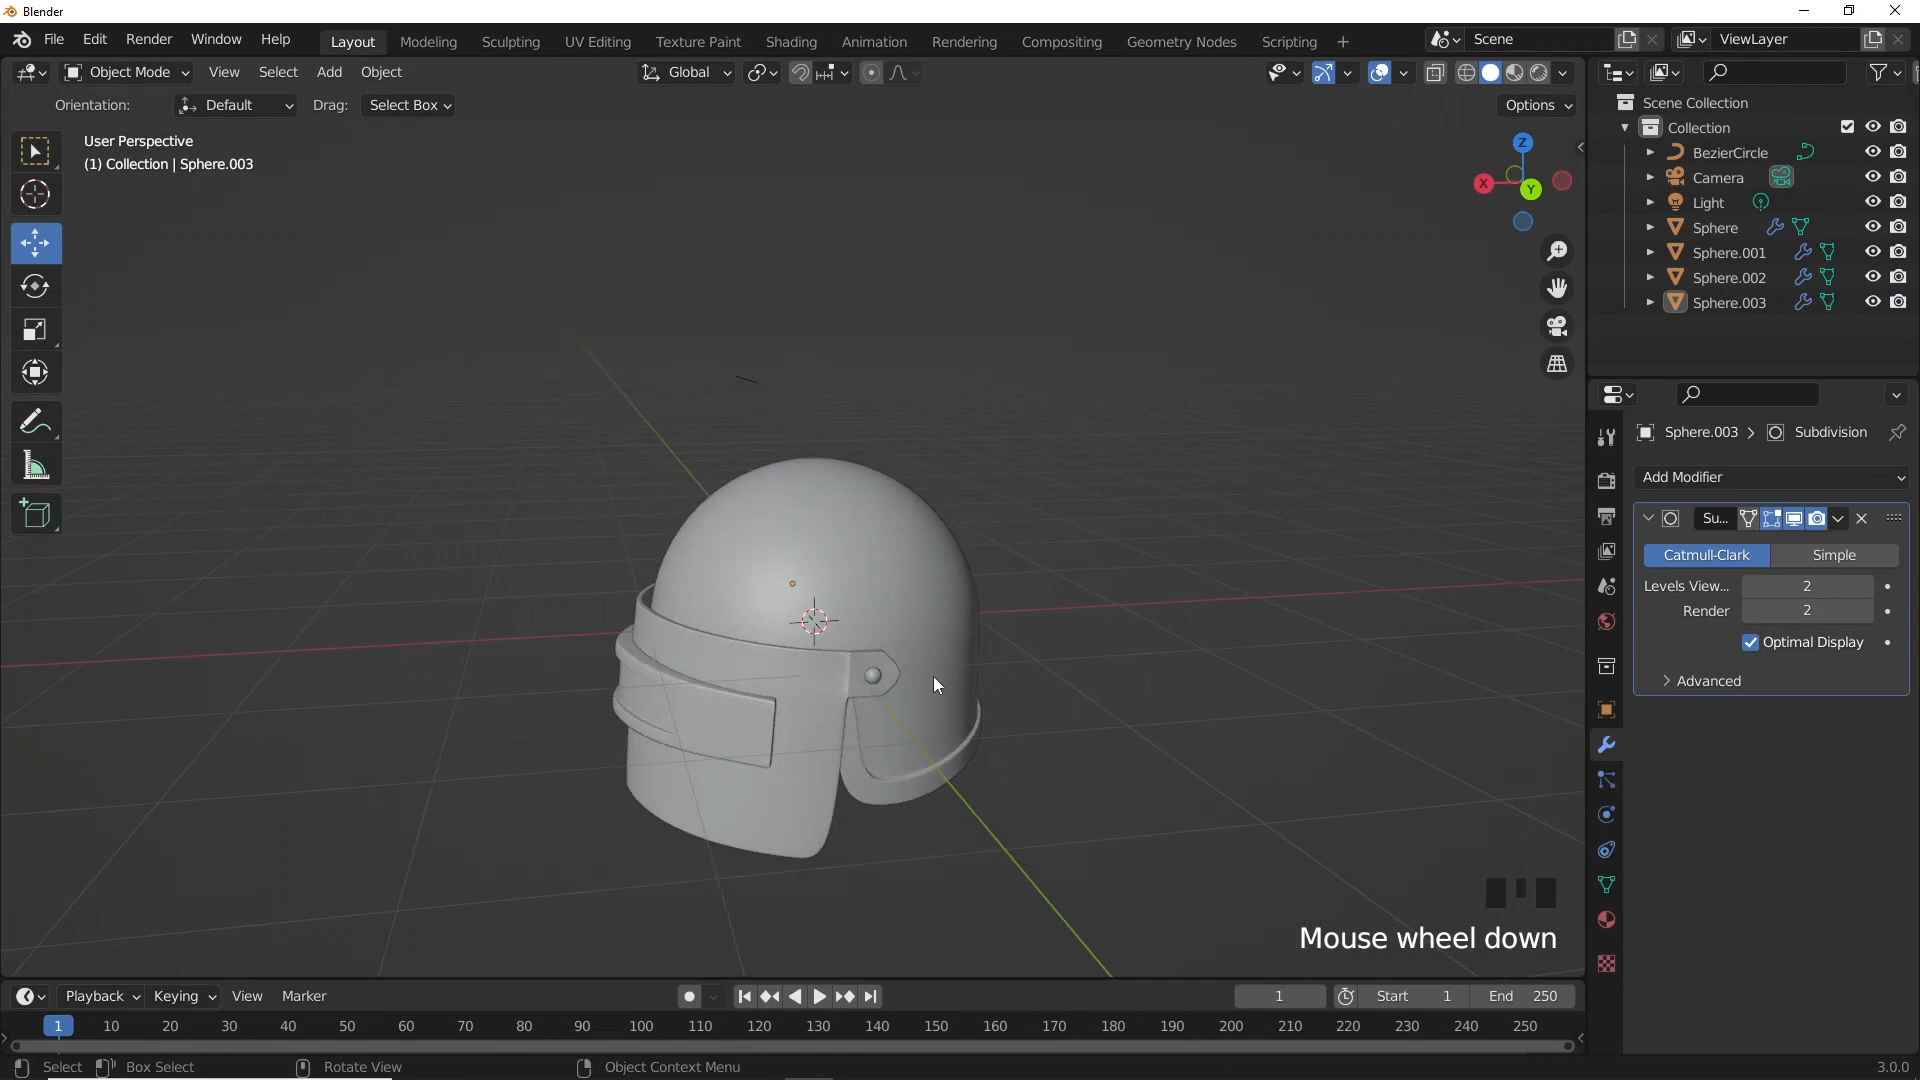 Blender
File Edit Render Window Help Layout Modeling Sculpting UV Editing Texture Paint Shading Animation Rendering Compositing Geometry Nodes Scripting + Scene ViewLayer
Object Mode View Select Add Object Global
Orientation: Default Drag: Select Box Options
User Perspective
(1) Collection | Sphere.003
Z
X
Y
Scene Collection
Collection
BezierCircle
Camera
Light
Sphere
Sphere.001
Sphere.002
Sphere.003
Sphere.003 > Subdivision
Add Modifier
Su...
Catmull-Clark Simple
Levels View... 2
Render 2
Optimal Display
Advanced
Mouse wheel down
Playback Keying View Marker 1 Start 1 End 250
1 10 20 30 40 50 60 70 80 90 100 110 120 130 140 150 160 170 180 190 200 210 220 230 240 250
Select Box Select Rotate View Object Context Menu 3.0.0